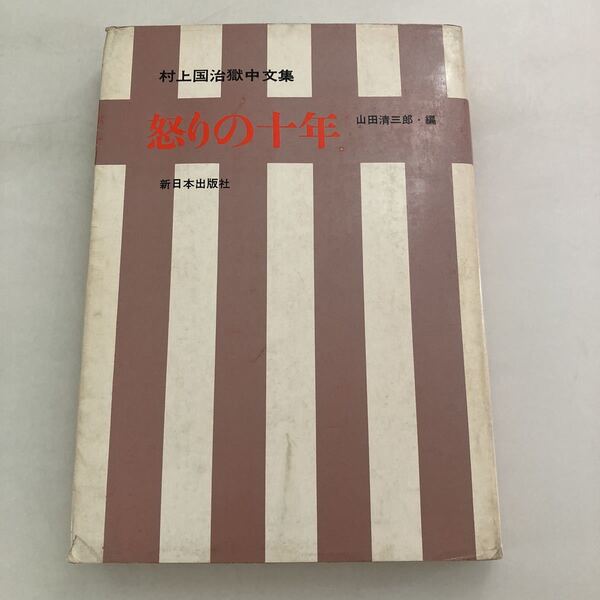 村上国治獄中文集
怒りの十年
山田清三郎・編
新日本出版社